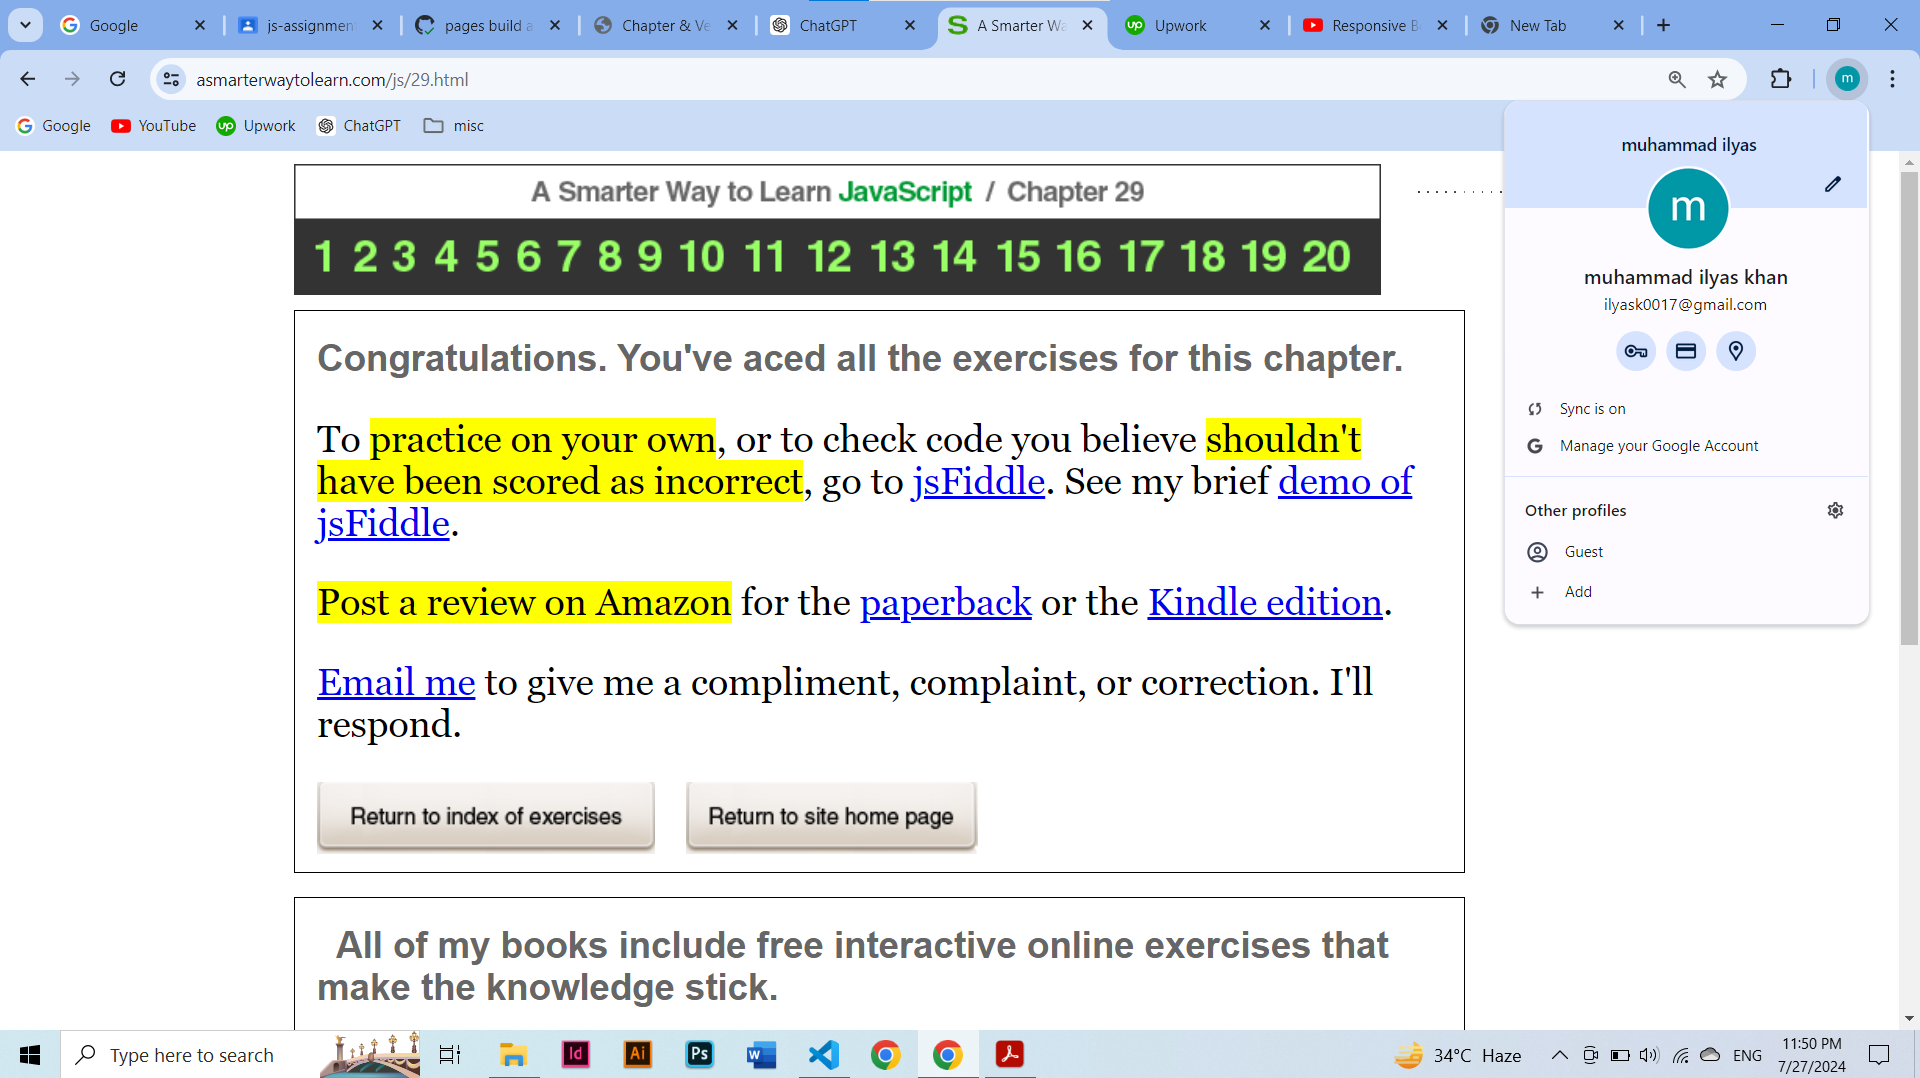 Google
js-assignment
pages build a
Chapter & Ve
ChatGPT
A Smarter Wa
Upwork
Responsive B
New Tab
asmarterwaytolearn.com/js/29.html
m
Google
YouTube
Upwork
ChatGPT
misc
A Smarter Way to Learn JavaScript / Chapter 29
1 2 3 4 5 6 7 8 9 10 11 12 13 14 15 16 17 18 19 20
Congratulations. You've aced all the exercises for this chapter.
To practice on your own, or to check code you believe shouldn't
have been scored as incorrect, go to jsFiddle. See my brief demo of
jsFiddle.
Post a review on Amazon for the paperback or the Kindle edition.
Email me to give me a compliment, complaint, or correction. I'll
respond.
Return to index of exercises
Return to site home page
All of my books include free interactive online exercises that
make the knowledge stick.
muhammad ilyas
m
muhammad ilyas khan
ilyask0017@gmail.com
Sync is on
Manage your Google Account
Other profiles
Guest
Add
Type here to search
Id
Ai
Ps
34°C Haze
ENG
11:50 PM
7/27/2024